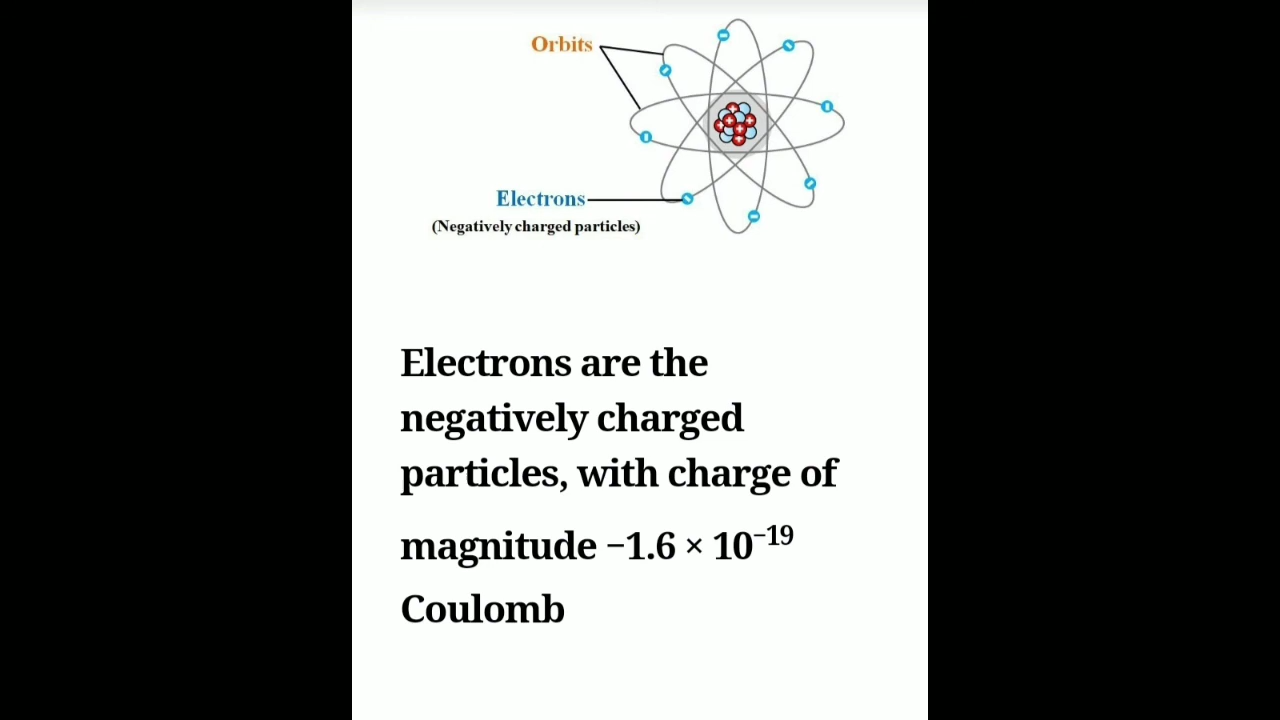 Orbits
Electrons
(Negatively charged particles)
Electrons are the
negatively charged
particles, with charge of
magnitude −1.6 × 10⁻¹⁹
Coulomb